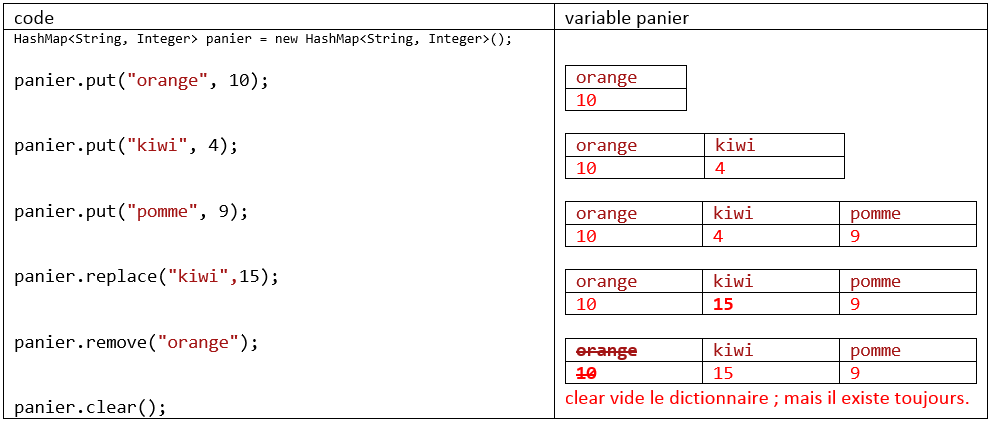 code variable panier
HashMap<String, Integer> panier = new HashMap<String, Integer>();
panier.put("orange", 10);
orange
10
panier.put("kiwi", 4);
orange kiwi
10 4
panier.put("pomme", 9);
orange kiwi pomme
10 4 9
panier.replace("kiwi",15);
orange kiwi pomme
10 15 9
panier.remove("orange");
orange kiwi pomme
10 15 9
panier.clear();
clear vide le dictionnaire ; mais il existe toujours.